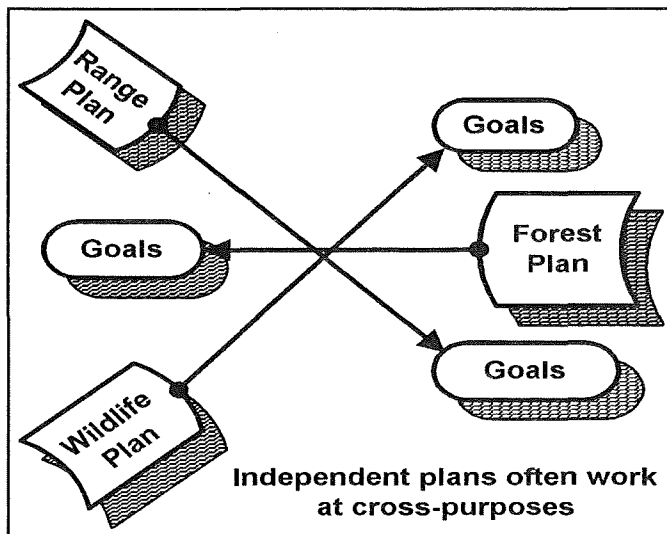 Range
Plan
Goals
Goals
Forest
Plan
Goals
Wildlife
Plan
Independent plans often work
at cross-purposes